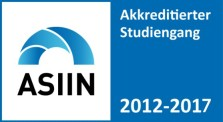 Akkreditierter
Studiengang
ASIIN
2012-2017